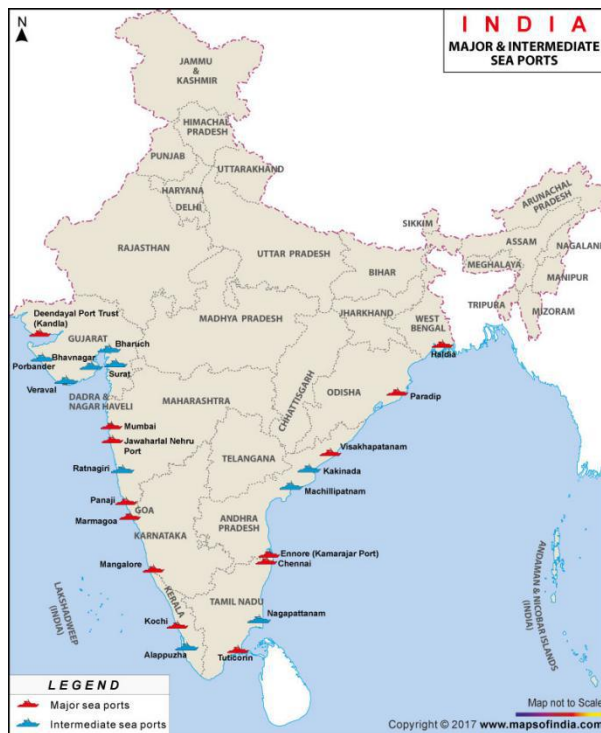 N
INDIA
MAJOR & INTERMEDIATE
SEA PORTS
JAMMU
&
KASHMIR
HIMACHAL
PRADESH
PUNJAB
UTTARAKHAND
HARYANA
DELHI
ARUNACHAL
PRADESH
SIKKIM
ASSAM
NAGALAND
MEGHALAYA
MANIPUR
TRIPURA
MIZORAM
RAJASTHAN
UTTAR PRADESH
BIHAR
JHARKHAND
WEST
BENGAL
MADHYA PRADESH
Deendayal Port Trust
(Kandla)
GUJARAT
Bharuch
Bhavnagar
Porbander
Surat
Veraval
Haldia
DADRA &
NAGAR HAVELI
MAHARASHTRA
CHHATTISGARH
ODISHA
Paradip
Mumbai
Jawaharlal Nehru
Port
TELANGANA
Visakhapatanam
Ratnagiri
Kakinada
Machillipatnam
Panaji
GOA
Marmagoa
KARNATAKA
ANDHRA
PRADESH
Ennore (Kamarajar Port)
Chennai
Mangalore
KERALA
TAMIL NADU
LAKSHADWEEP
(INDIA)
ANDAMAN & NICOBAR ISLANDS
(INDIA)
Kochi
Nagapattanam
Alappuzha
Tuticorin
LEGEND
Major sea ports
Intermediate sea ports
Map not to Scale
Copyright © 2017 www.mapsofindia.com